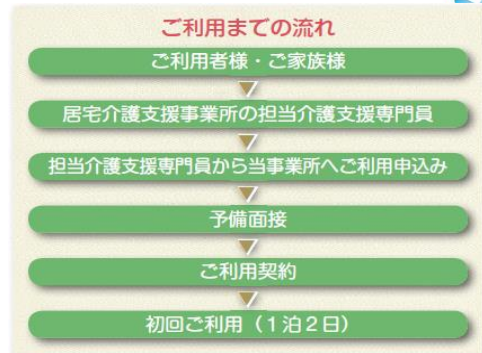 ご利用までの流れ
ご利用者様・ご家族様
居宅介護支援事業所の担当介護支援専門員
担当介護支援専門員から当事業所へご利用申込み
予備面接
ご利用契約
初回ご利用（1泊2日）